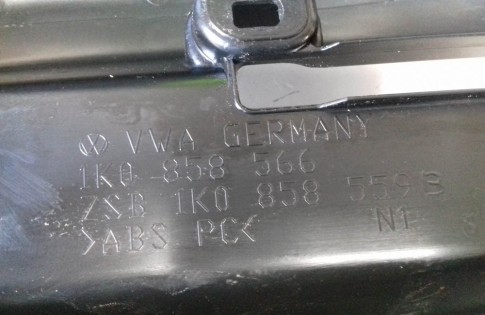 VWA GERMANY
1K0 858 566
ZSB 1K0 858 559 B
>ABS PC< N1